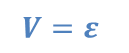 V = ε